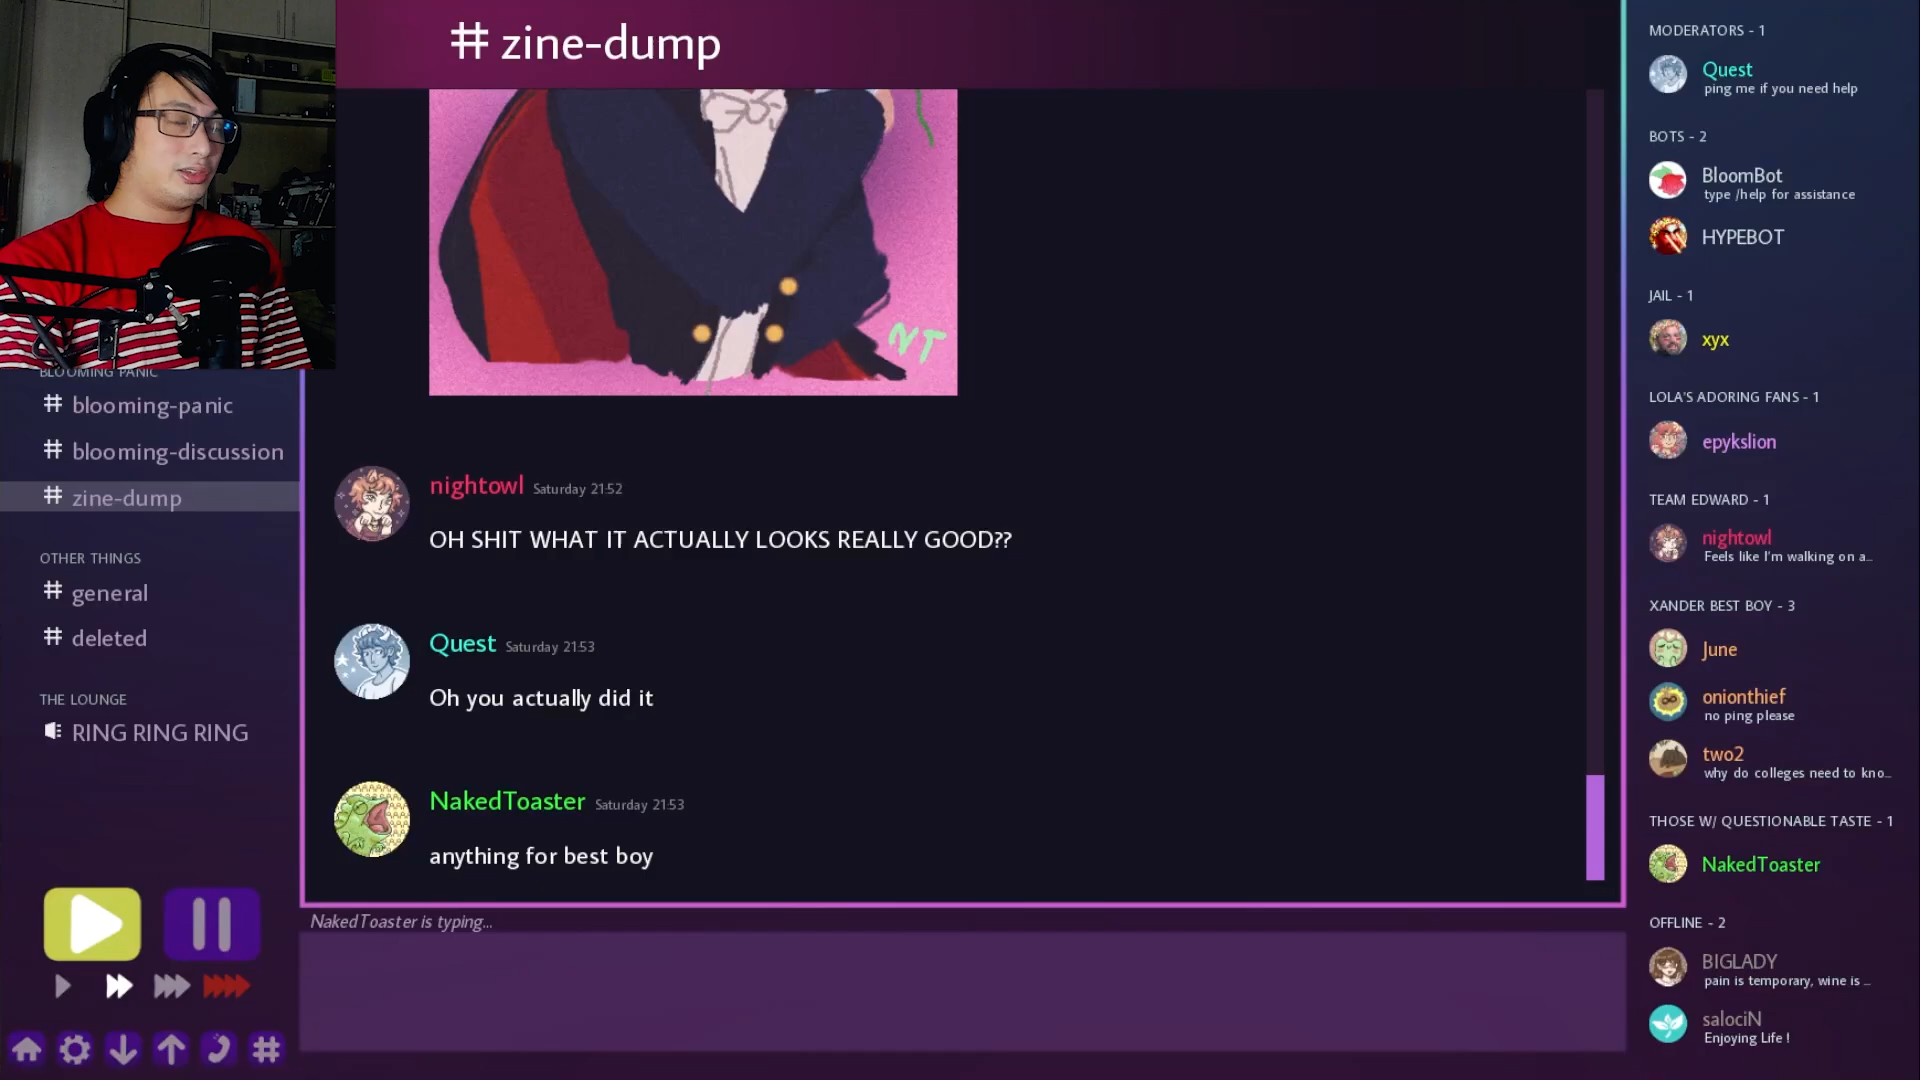 # zine-dump
NT
nightowl Saturday 21:52
OH SHIT WHAT IT ACTUALLY LOOKS REALLY GOOD??
Quest Saturday 21:53
Oh you actually did it
NakedToaster Saturday 21:53
anything for best boy
NakedToaster is typing...
BLOOMING PANIC
# blooming-panic
# blooming-discussion
# zine-dump
OTHER THINGS
# general
# deleted
THE LOUNGE
RING RING RING
MODERATORS - 1
Quest
ping me if you need help
BOTS - 2
BloomBot
type /help for assistance
HYPEBOT
JAIL - 1
xyx
LOLA'S ADORING FANS - 1
epykslion
TEAM EDWARD - 1
nightowl
Feels like I'm walking on a...
XANDER BEST BOY - 3
June
onionthief
no ping please
two2
why do colleges need to kno...
THOSE W/ QUESTIONABLE TASTE - 1
NakedToaster
OFFLINE - 2
BIGLADY
pain is temporary, wine is ...
salociN
Enjoying Life !